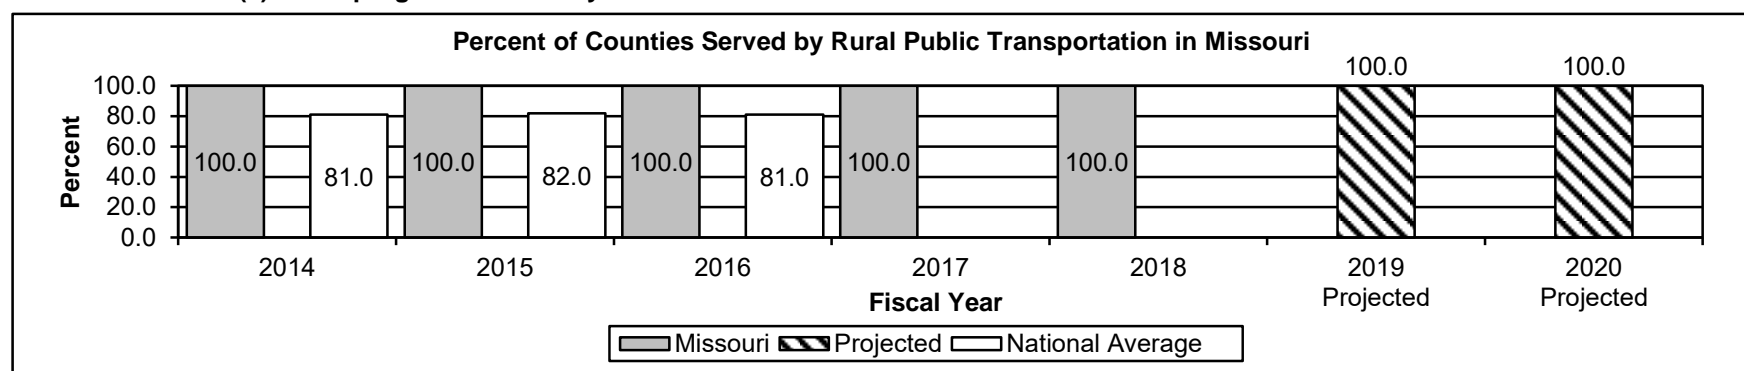 Percent of Counties Served by Rural Public Transportation in Missouri
100.0 100.0
100.0
80.0
60.0
40.0
20.0
0.0
Percent
100.0 81.0 100.0 82.0 100.0 81.0 100.0 100.0
2014 2015 2016 2017 2018 2019 2020
Projected Projected
Fiscal Year
Missouri Projected National Average